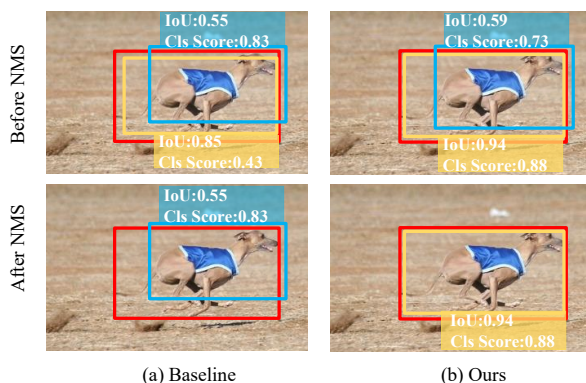 Before NMS
IoU:0.55
Cls Score:0.83
IoU:0.85
Cls Score:0.43
IoU:0.59
Cls Score:0.73
IoU:0.94
Cls Score:0.88
After NMS
IoU:0.55
Cls Score:0.83
IoU:0.94
Cls Score:0.88
(a) Baseline
(b) Ours